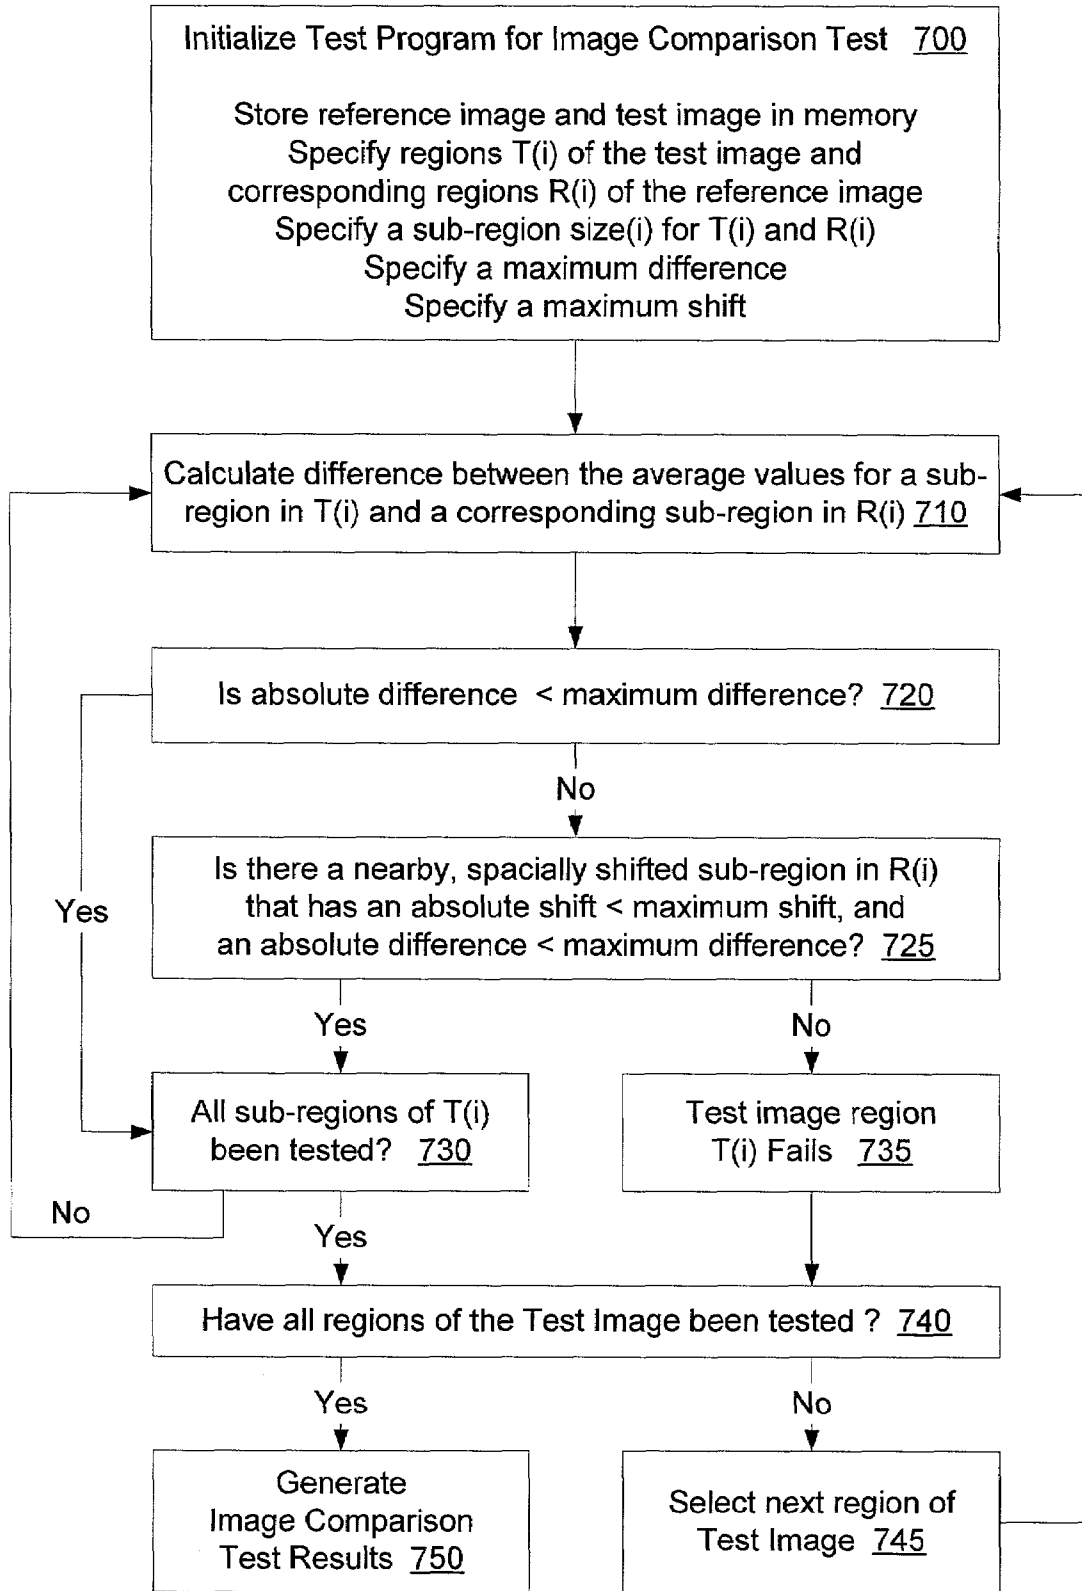 Initialize Test Program for Image Comparison Test 700
Store reference image and test image in memory
Specify regions T(i) of the test image and
corresponding regions R(i) of the reference image
Specify a sub-region size(i) for T(i) and R(i)
Specify a maximum difference
Specify a maximum shift
Calculate difference between the average values for a sub-
region in T(i) and a corresponding sub-region in R(i) 710
Is absolute difference < maximum difference? 720
No
Is there a nearby, spacially shifted sub-region in R(i)
that has an absolute shift < maximum shift, and
an absolute difference < maximum difference? 725
Yes
Yes
No
All sub-regions of T(i)
been tested? 730
Test image region
T(i) Fails 735
No
Yes
Have all regions of the Test Image been tested ? 740
Yes
No
Generate
Image Comparison
Test Results 750
Select next region of
Test Image 745